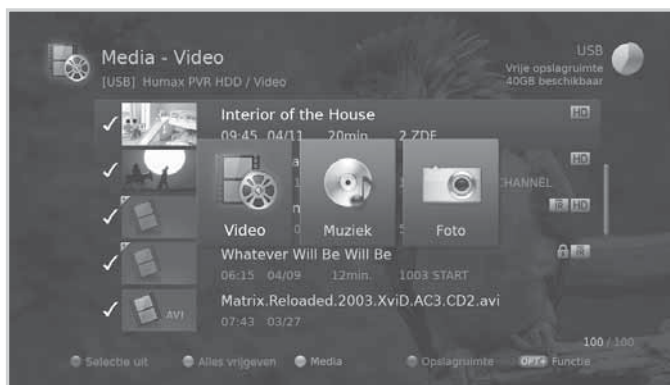 Media - Video
[USB] Humax PVR HDD / Video
USB
Vrije opslagruimte
40GB beschikbaar
Interior of the House
HD
09:45 04/11 20min. 2 ZDF
HD
CHANNEL
HD
Video
Muziek
Foto
Whatever Will Be Will Be
06:15 04/09 12min. 1003 START
AVI
Matrix.Reloaded.2003.XviD.AC3.CD2.avi
07:43 03/27
100 / 100
Selectie uit
Alles vrijgeven
Media
Opslagruimte
OPT+ Functie